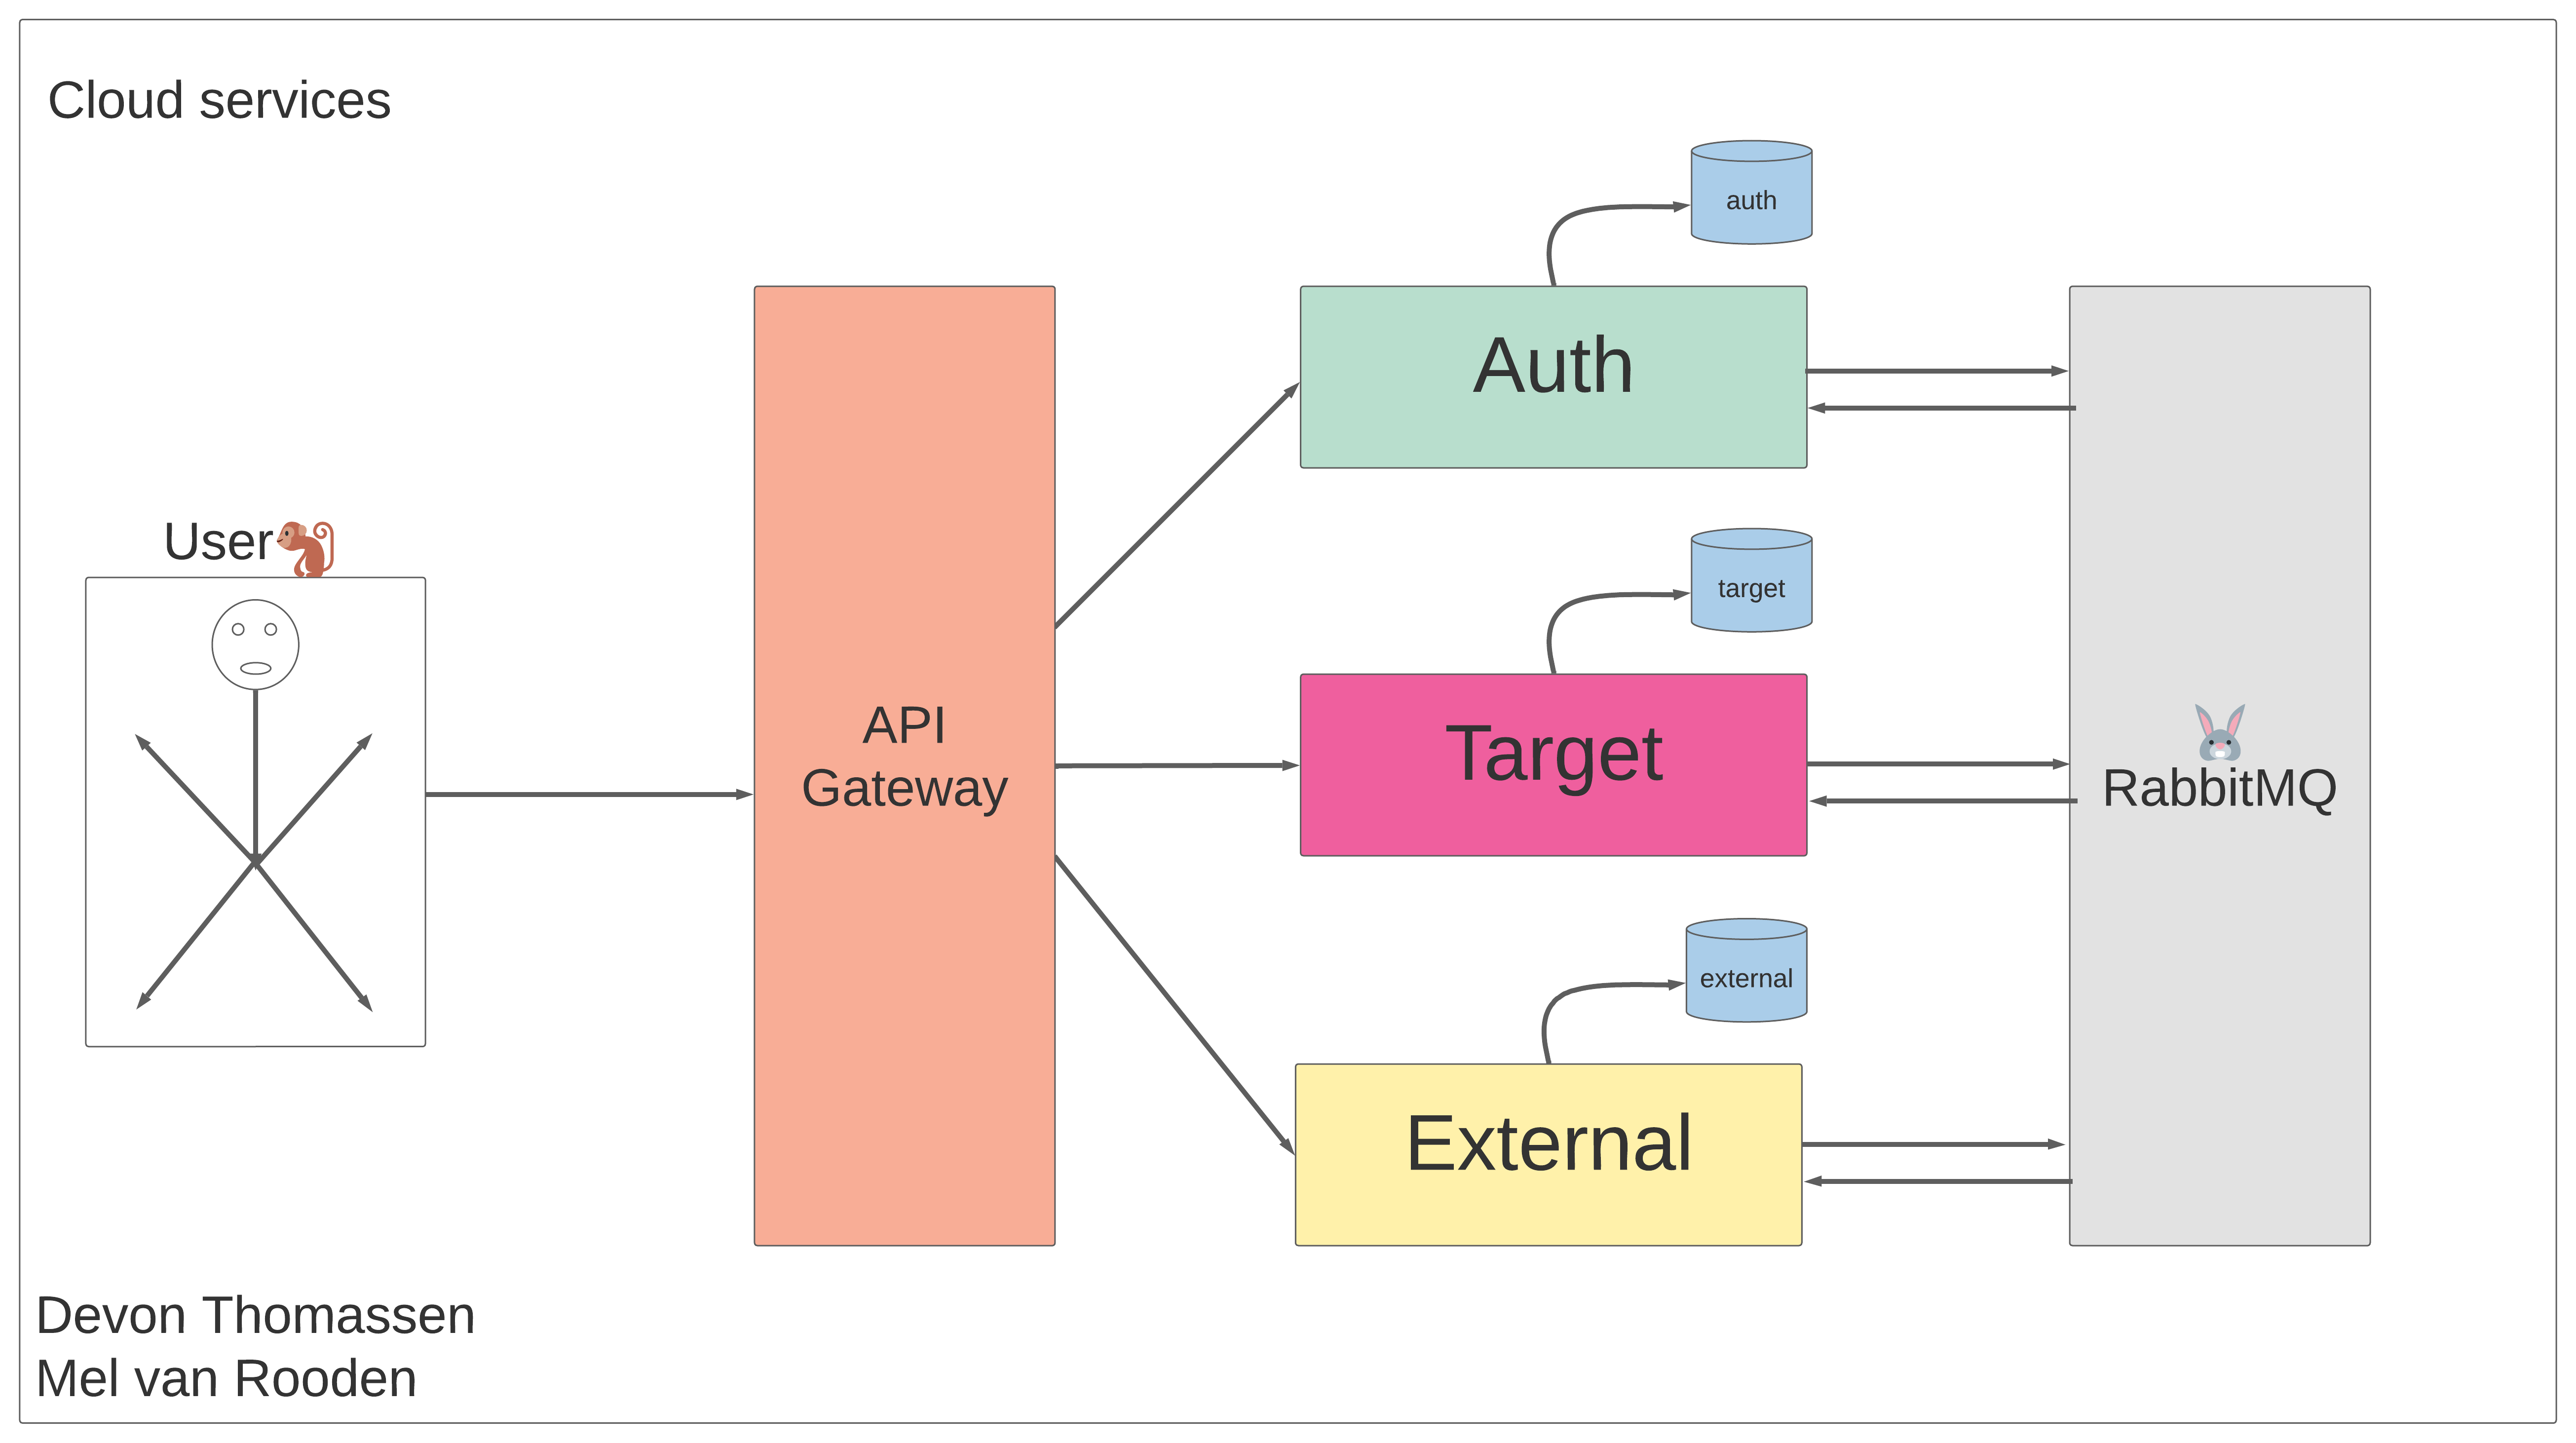 Cloud services
auth
Auth
User🐒
target
API
Gateway
Target
🐰
RabbitMQ
external
External
Devon Thomassen
Mel van Rooden